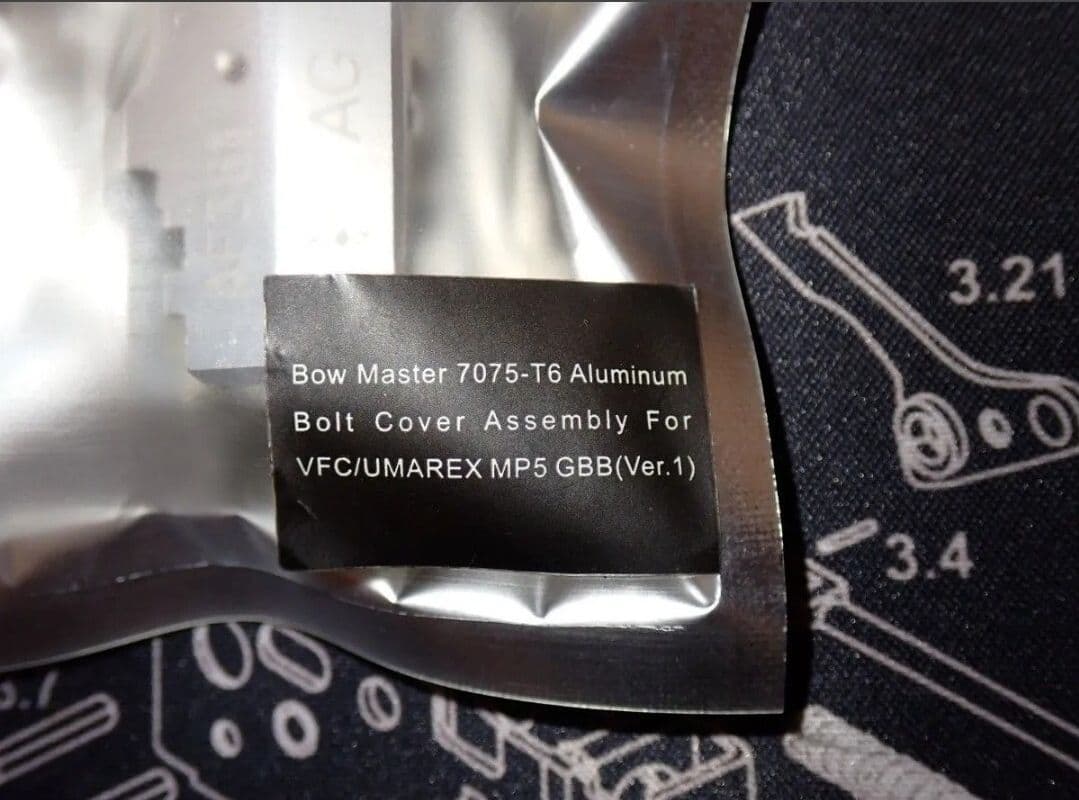 AG
Bow Master 7075-T6 Aluminum
Bolt Cover Assembly For
VFC/UMAREX MP5 GBB(Ver.1)
3.21
3.4